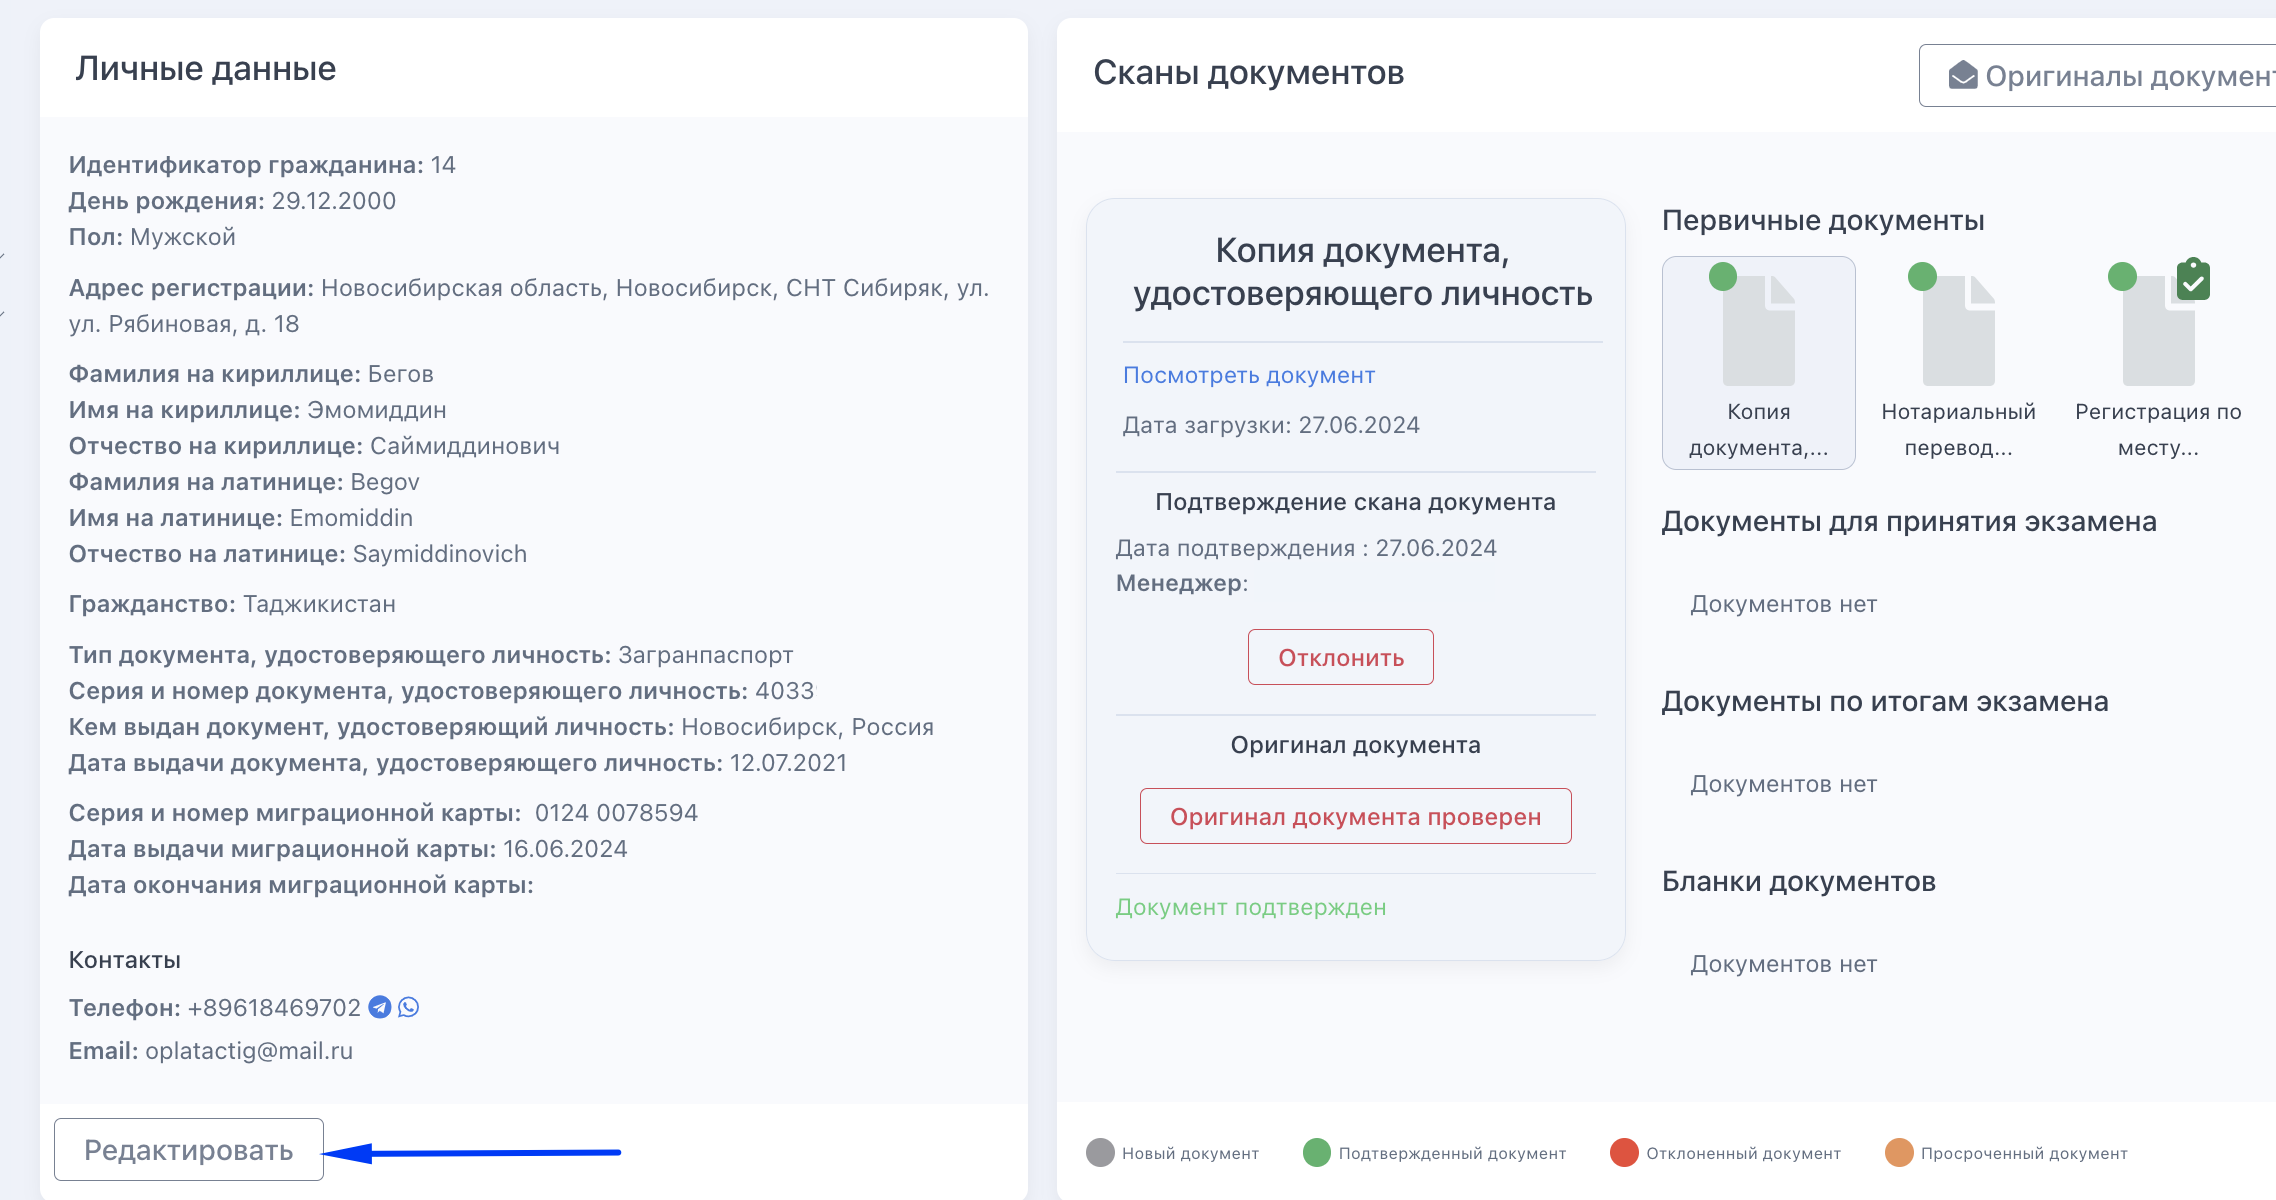 Личные данные
Идентификатор гражданина: 14
День рождения: 29.12.2000
Пол: Мужской
Адрес регистрации: Новосибирская область, Новосибирск, СНТ Сибиряк, ул.
ул. Рябиновая, д. 18
Фамилия на кириллице: Бегов
Имя на кириллице: Эмомиддин
Отчество на кириллице: Саймиддинович
Фамилия на латинице: Begov
Имя на латинице: Emomiddin
Отчество на латинице: Saymiddinovich
Гражданство: Таджикистан
Тип документа, удостоверяющего личность: Загранпаспорт
Серия и номер документа, удостоверяющего личность: 4033
Кем выдан документ, удостоверяющий личность: Новосибирск, Россия
Дата выдачи документа, удостоверяющего личность: 12.07.2021
Серия и номер миграционной карты: 0124 0078594
Дата выдачи миграционной карты: 16.06.2024
Дата окончания миграционной карты:
Контакты
Телефон: +89618469702
Email: oplatactig@mail.ru
Редактировать
Сканы документов
Оригиналы документ
Копия документа,
удостоверяющего личность
Посмотреть документ
Дата загрузки: 27.06.2024
Подтверждение скана документа
Дата подтверждения : 27.06.2024
Менеджер:
Отклонить
Оригинал документа
Оригинал документа проверен
Документ подтвержден
Первичные документы
Копия
документа,...
Нотариальный
перевод...
Регистрация по
месту...
Документы для принятия экзамена
Документов нет
Документы по итогам экзамена
Документов нет
Бланки документов
Документов нет
Новый документ
Подтвержденный документ
Отклоненный документ
Просроченный документ